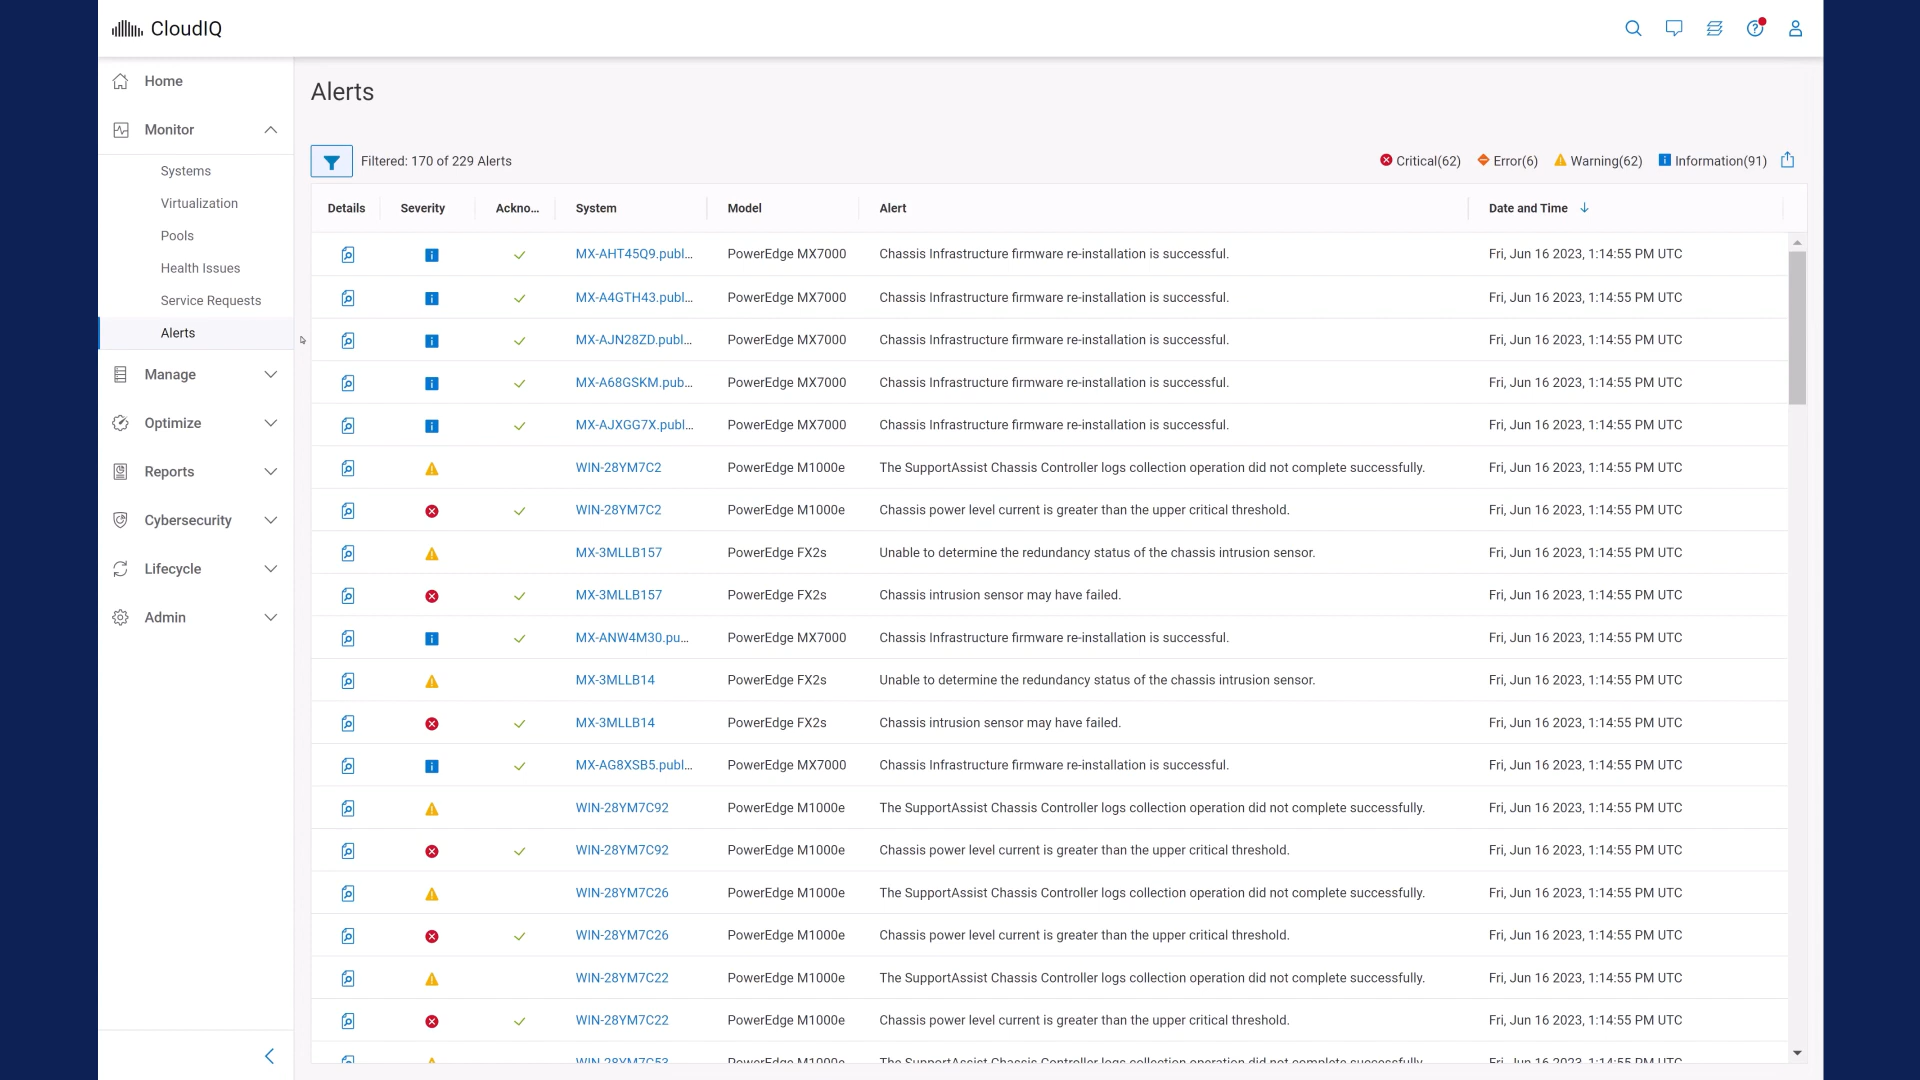 CloudIQ
Home
Monitor
Systems
Virtualization
Pools
Health Issues
Service Requests
Alerts
Manage
Optimize
Reports
Cybersecurity
Lifecycle
Admin
Alerts
Filtered: 170 of 229 Alerts
Critical(62) Error(6) Warning(62) Information(91)
Details Severity Ackno... System Model Alert Date and Time
MX-AHT45Q9.publ... PowerEdge MX7000 Chassis Infrastructure firmware re-installation is successful. Fri, Jun 16 2023, 1:14:55 PM UTC
MX-A4GTH43.publ... PowerEdge MX7000 Chassis Infrastructure firmware re-installation is successful. Fri, Jun 16 2023, 1:14:55 PM UTC
MX-AJN28ZD.publ... PowerEdge MX7000 Chassis Infrastructure firmware re-installation is successful. Fri, Jun 16 2023, 1:14:55 PM UTC
MX-A68GSKM.pub... PowerEdge MX7000 Chassis Infrastructure firmware re-installation is successful. Fri, Jun 16 2023, 1:14:55 PM UTC
MX-AJXGG7X.publ... PowerEdge MX7000 Chassis Infrastructure firmware re-installation is successful. Fri, Jun 16 2023, 1:14:55 PM UTC
WIN-28YM7C2 PowerEdge M1000e The SupportAssist Chassis Controller logs collection operation did not complete successfully. Fri, Jun 16 2023, 1:14:55 PM UTC
WIN-28YM7C2 PowerEdge M1000e Chassis power level current is greater than the upper critical threshold. Fri, Jun 16 2023, 1:14:55 PM UTC
MX-3MLLB157 PowerEdge FX2s Unable to determine the redundancy status of the chassis intrusion sensor. Fri, Jun 16 2023, 1:14:55 PM UTC
MX-3MLLB157 PowerEdge FX2s Chassis intrusion sensor may have failed. Fri, Jun 16 2023, 1:14:55 PM UTC
MX-ANW4M30.pu... PowerEdge MX7000 Chassis Infrastructure firmware re-installation is successful. Fri, Jun 16 2023, 1:14:55 PM UTC
MX-3MLLB14 PowerEdge FX2s Unable to determine the redundancy status of the chassis intrusion sensor. Fri, Jun 16 2023, 1:14:55 PM UTC
MX-3MLLB14 PowerEdge FX2s Chassis intrusion sensor may have failed. Fri, Jun 16 2023, 1:14:55 PM UTC
MX-AG8XSB5.publ... PowerEdge MX7000 Chassis Infrastructure firmware re-installation is successful. Fri, Jun 16 2023, 1:14:55 PM UTC
WIN-28YM7C92 PowerEdge M1000e The SupportAssist Chassis Controller logs collection operation did not complete successfully. Fri, Jun 16 2023, 1:14:55 PM UTC
WIN-28YM7C92 PowerEdge M1000e Chassis power level current is greater than the upper critical threshold. Fri, Jun 16 2023, 1:14:55 PM UTC
WIN-28YM7C26 PowerEdge M1000e The SupportAssist Chassis Controller logs collection operation did not complete successfully. Fri, Jun 16 2023, 1:14:55 PM UTC
WIN-28YM7C26 PowerEdge M1000e Chassis power level current is greater than the upper critical threshold. Fri, Jun 16 2023, 1:14:55 PM UTC
WIN-28YM7C22 PowerEdge M1000e The SupportAssist Chassis Controller logs collection operation did not complete successfully. Fri, Jun 16 2023, 1:14:55 PM UTC
WIN-28YM7C22 PowerEdge M1000e Chassis power level current is greater than the upper critical threshold. Fri, Jun 16 2023, 1:14:55 PM UTC
WIN-28YM7C53 PowerEdge M1000e The SupportAssist Chassis Controller logs collection operation did not complete successfully. Fri, Jun 16 2023, 1:14:55 PM UTC